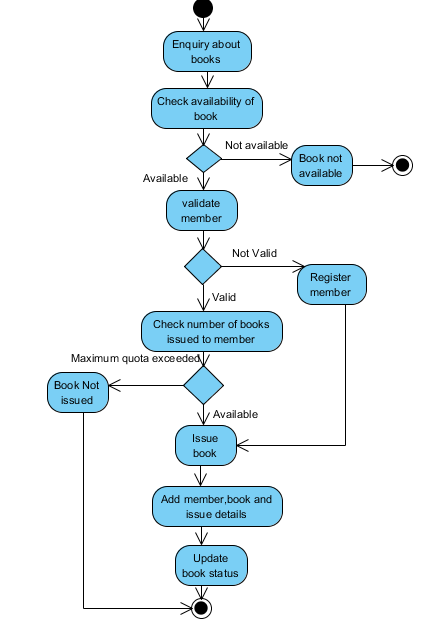 Enquiry about
books
Check availability of
book
Not available
Book not
available
Available
validate
member
Not Valid
Register
member
Valid
Check number of books
issued to member
Maximum quota exceeded
Book Not
issued
Available
Issue
book
Add member,book and
issue details
Update
book status